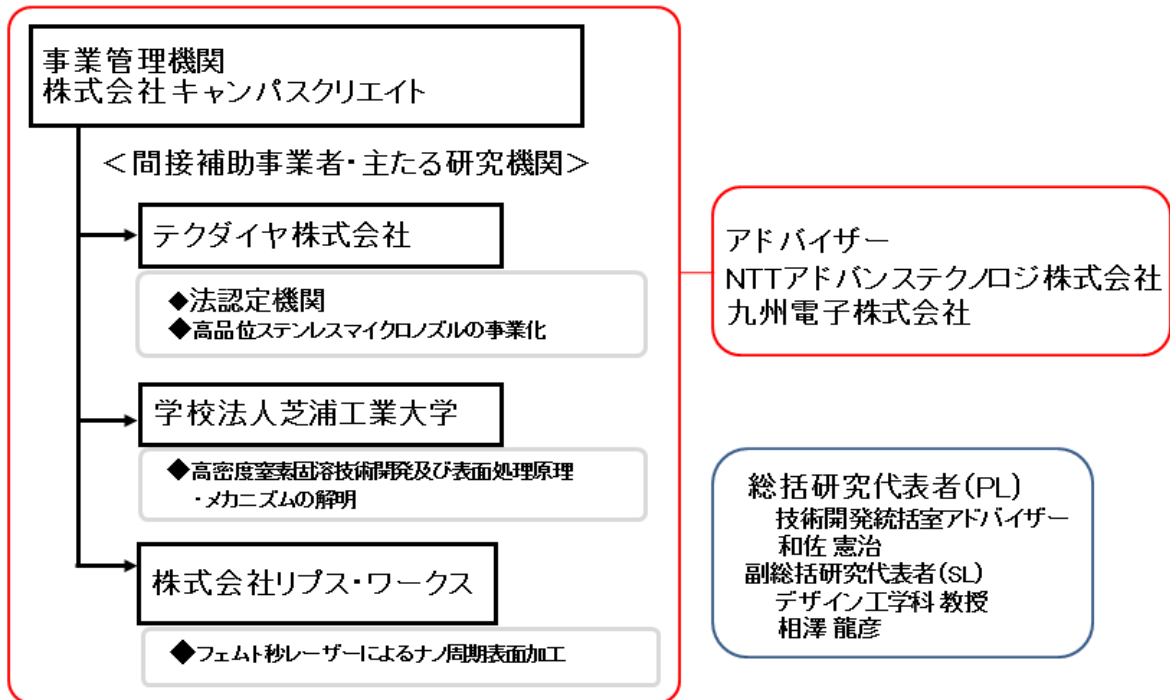 事業管理機関
株式会社キャンパスクリエイト
＜間接補助事業者・主たる研究機関＞
テクダイヤ株式会社
◆法認定機関
◆高品位ステンレスマイクロノズルの事業化
学校法人芝浦工業大学
◆高密度窒素固溶技術開発及び表面処理原理
・メカニズムの解明
株式会社リプス・ワークス
◆フェムト秒レーザーによるナノ周期表面加工
アドバイザー
NTTアドバンステクノロジ株式会社
九州電子株式会社
総括研究代表者(PL)
技術開発統括室アドバイザー
和佐 憲治
副総括研究代表者(SL)
デザイン工学科 教授
相澤 龍彦